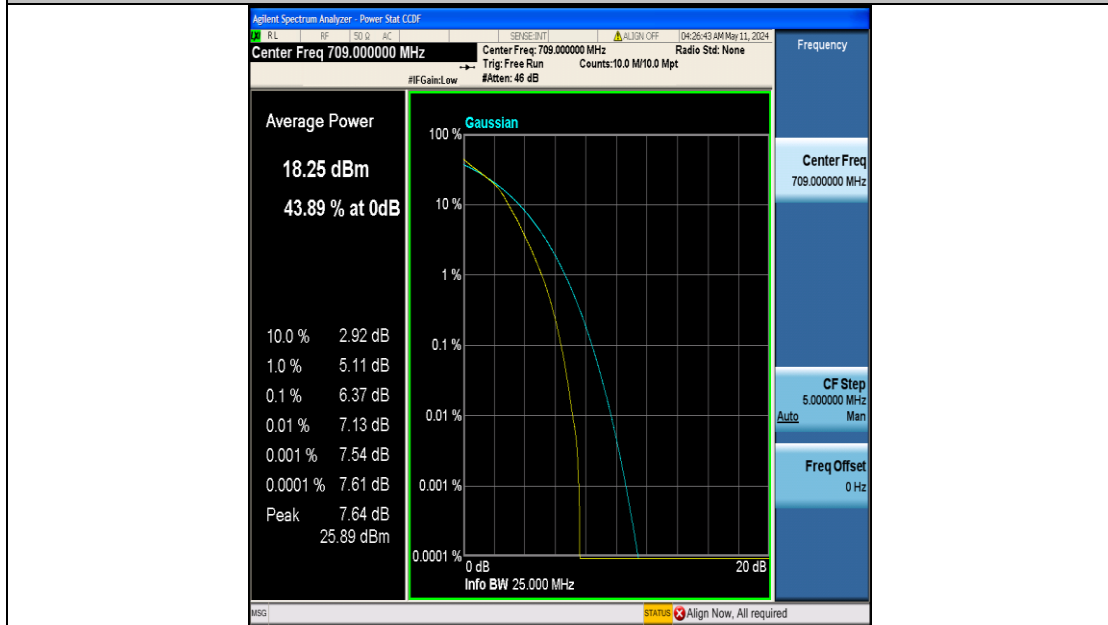 Agilent Spectrum Analyzer - Power Stat CCDF
RL RF 50 Ω AC SENSE:INT ALIGN OFF 04:26:43 AM May 11, 2024
Center Freq 709.000000 MHz
Center Freq: 709.000000 MHz Radio Std: None
Trig: Free Run Counts:10.0 M/10.0 Mpt
#IFGain:Low #Atten: 46 dB
Frequency
Average Power
18.25 dBm
43.89 % at 0dB
10.0 % 2.92 dB
1.0 % 5.11 dB
0.1 % 6.37 dB
0.01 % 7.13 dB
0.001 % 7.54 dB
0.0001 % 7.61 dB
Peak 7.64 dB
25.89 dBm
Gaussian
100 %
10 %
1 %
0.1 %
0.01 %
0.001 %
0.0001 %
0 dB 20 dB
Info BW 25.000 MHz
Center Freq
709.000000 MHz
CF Step
5.000000 MHz
Auto Man
Freq Offset
0 Hz
MSG STATUS Align Now, All required